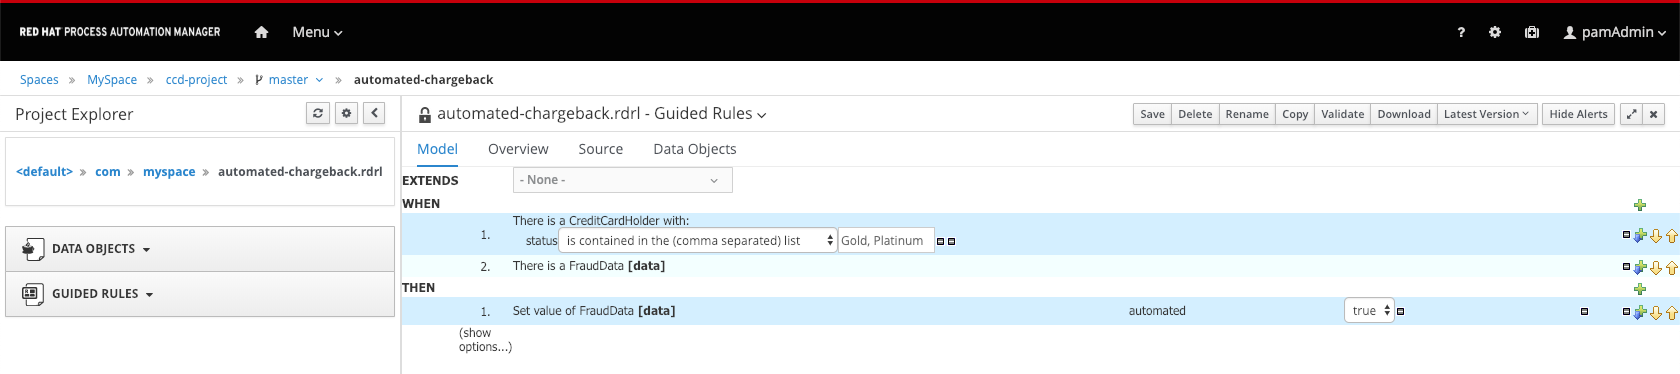 RED HAT PROCESS AUTOMATION MANAGER Menu ? pamAdmin
Spaces » MySpace » ccd-project » master » automated-chargeback
Project Explorer
automated-chargeback.rdrl - Guided Rules
Save Delete Rename Copy Validate Download Latest Version Hide Alerts
<default> » com » myspace » automated-chargeback.rdrl
DATA OBJECTS
GUIDED RULES
Model Overview Source Data Objects
EXTENDS - None -
WHEN
1. There is a CreditCardHolder with:
status is contained in the (comma separated) list Gold, Platinum
2. There is a FraudData [data]
THEN
1. Set value of FraudData [data] automated true
(show
options...)